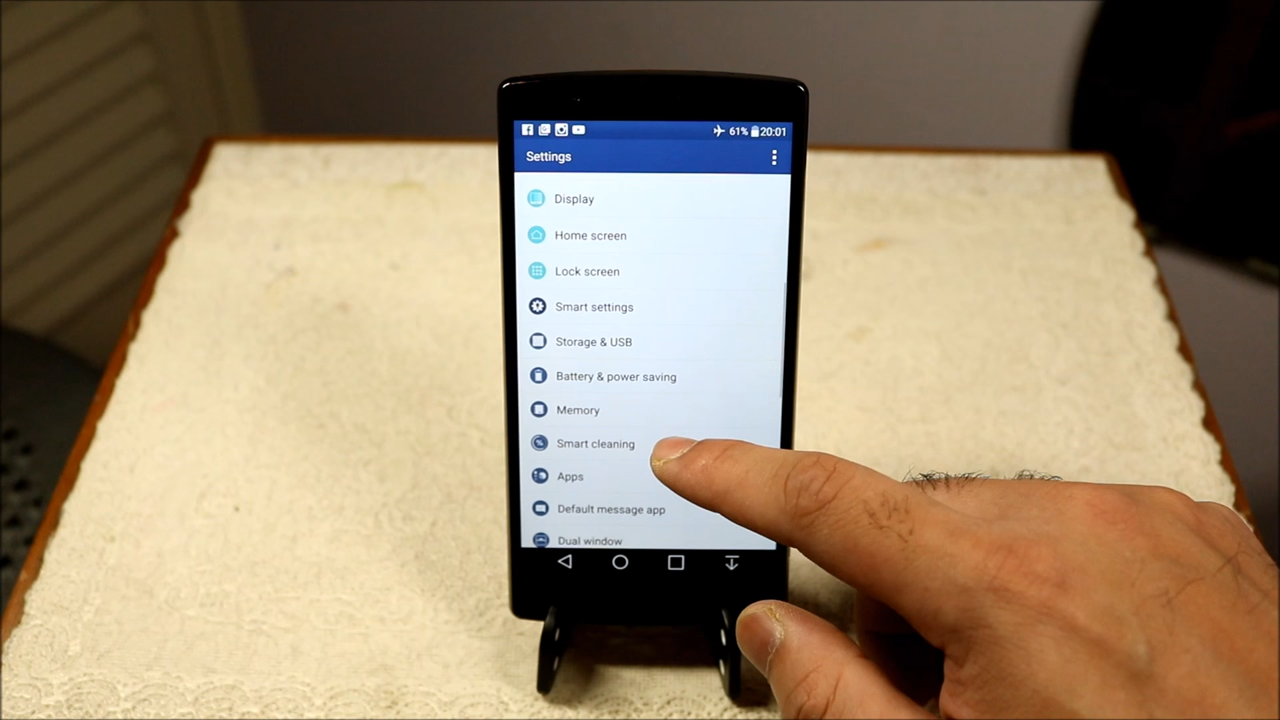 61% 20:01
Settings
Display
Home screen
Lock screen
Smart settings
Storage & USB
Battery & power saving
Memory
Smart cleaning
Apps
Default message app
Dual window